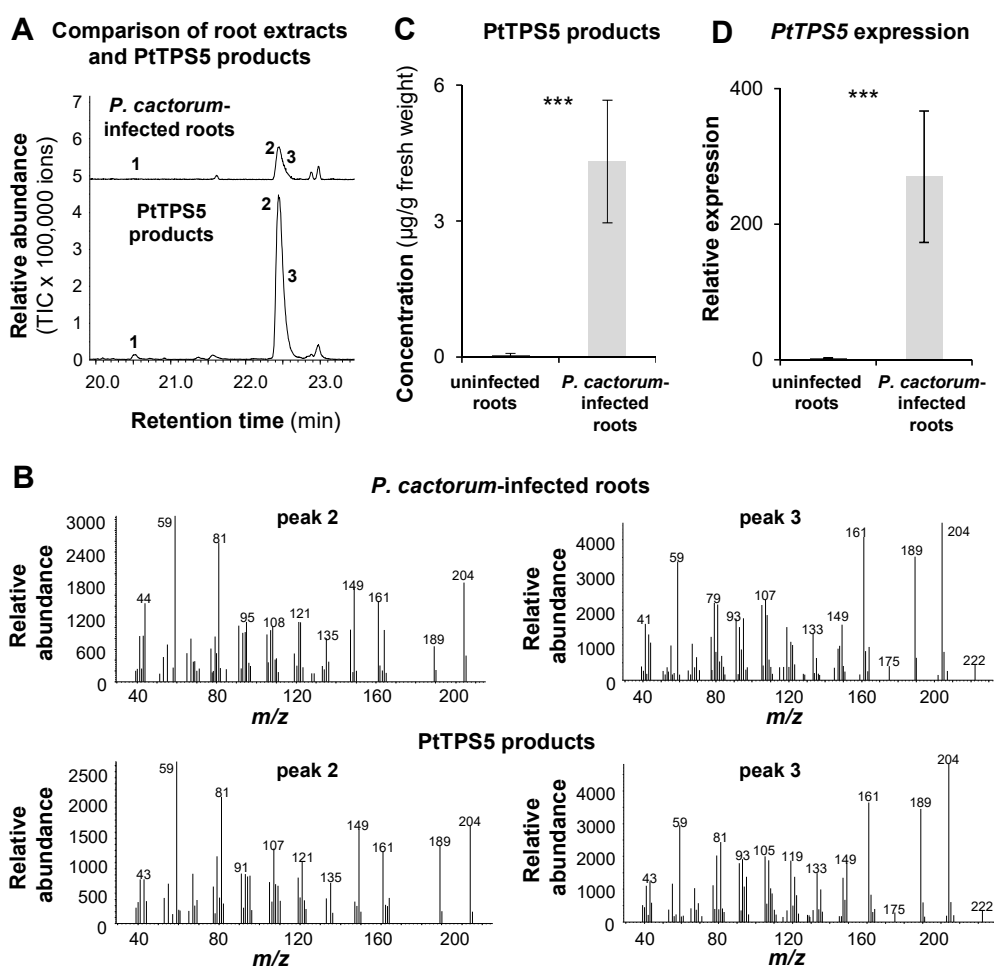 A
Comparison of root extracts
and PtTPS5 products
Relative abundance
(TIC x 100,000 ions)
7
6
5
4
3
2
1
0
P. cactorum-
infected roots
1
2
3
PtTPS5
products
1
2
3
20.0
21.0
22.0
23.0
Retention time (min)
C
PtTPS5 products
Concentration (µg/g fresh weight)
6
3
0
***
uninfected
roots
P. cactorum-
infected
roots
D
PtTPS5 expression
Relative expression
400
200
0
***
uninfected
roots
P. cactorum-
infected
roots
B
P. cactorum-infected roots
peak 2
Relative
abundance
3000
2400
1800
1200
600
0
44
59
81
95
108
121
135
149
161
189
204
40
80
120
160
200
m/z
peak 3
Relative
abundance
4000
3000
2000
1000
0
41
59
79
93
107
133
149
161
175
189
204
222
40
80
120
160
200
m/z
PtTPS5 products
peak 2
Relative
abundance
2500
2000
1500
1000
500
0
43
59
81
91
107
121
135
149
161
189
204
40
80
120
160
200
m/z
peak 3
Relative
abundance
4000
3000
2000
1000
0
43
59
81
93
105
119
133
149
161
175
189
204
222
40
80
120
160
200
m/z